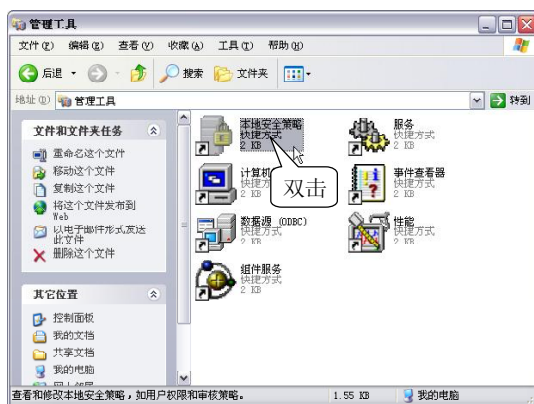 管理工具
文件(F) 编辑(E) 查看(V) 收藏(A) 工具(T) 帮助(H)
后退 搜索 文件夹
地址(D) 管理工具 转到
文件和文件夹任务
重命名这个文件
移动这个文件
复制这个文件
将这个文件发布到
Web
以电子邮件形式发送
此文件
删除这个文件
其它位置
控制面板
我的文档
共享文档
我的电脑
网上邻居
本地安全策略
快捷方式
2 KB
服务
快捷方式
2 KB
计算机
快捷方式
2 KB
双击
事件查看器
快捷方式
2 KB
数据源 (ODBC)
快捷方式
2 KB
性能
快捷方式
2 KB
组件服务
快捷方式
2 KB
查看和修改本地安全策略，如用户权限和审核策略。 1.55 KB 我的电脑